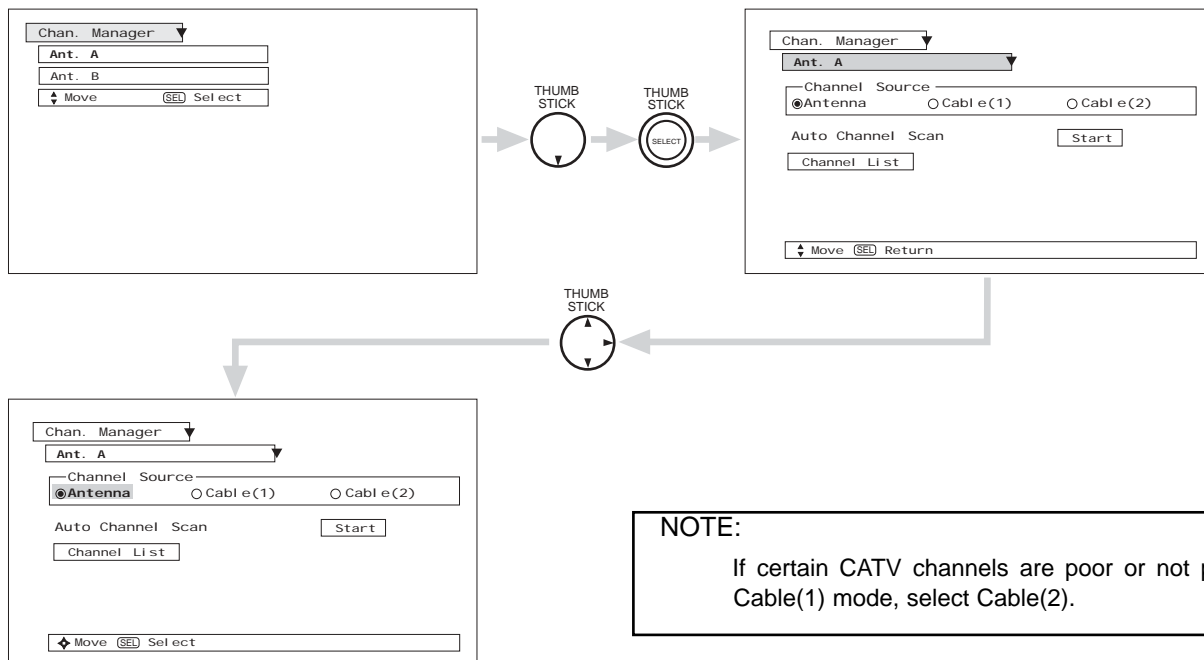 Chan. Manager
Ant. A
Ant. B
Move SEL Select
THUMB
STICK
THUMB
STICK
SELECT
Chan. Manager
Ant. A
Channel Source
Antenna Cable(1) Cable(2)
Auto Channel Scan Start
Channel List
Move SEL Return
THUMB
STICK
Chan. Manager
Ant. A
Channel Source
Antenna Cable(1) Cable(2)
Auto Channel Scan Start
Channel List
Move SEL Select
NOTE:
If certain CATV channels are poor or not
Cable(1) mode, select Cable(2).